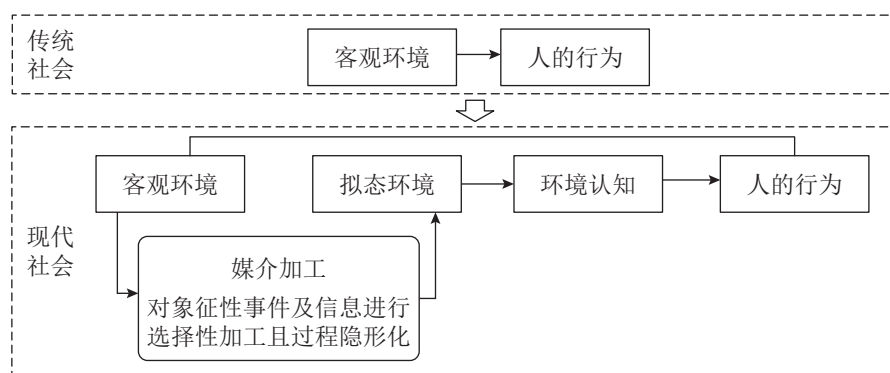 传统
社会
客观环境
人的行为
现代
社会
客观环境
拟态环境
环境认知
人的行为
媒介加工
对象征性事件及信息进行
选择性加工且过程隐形化